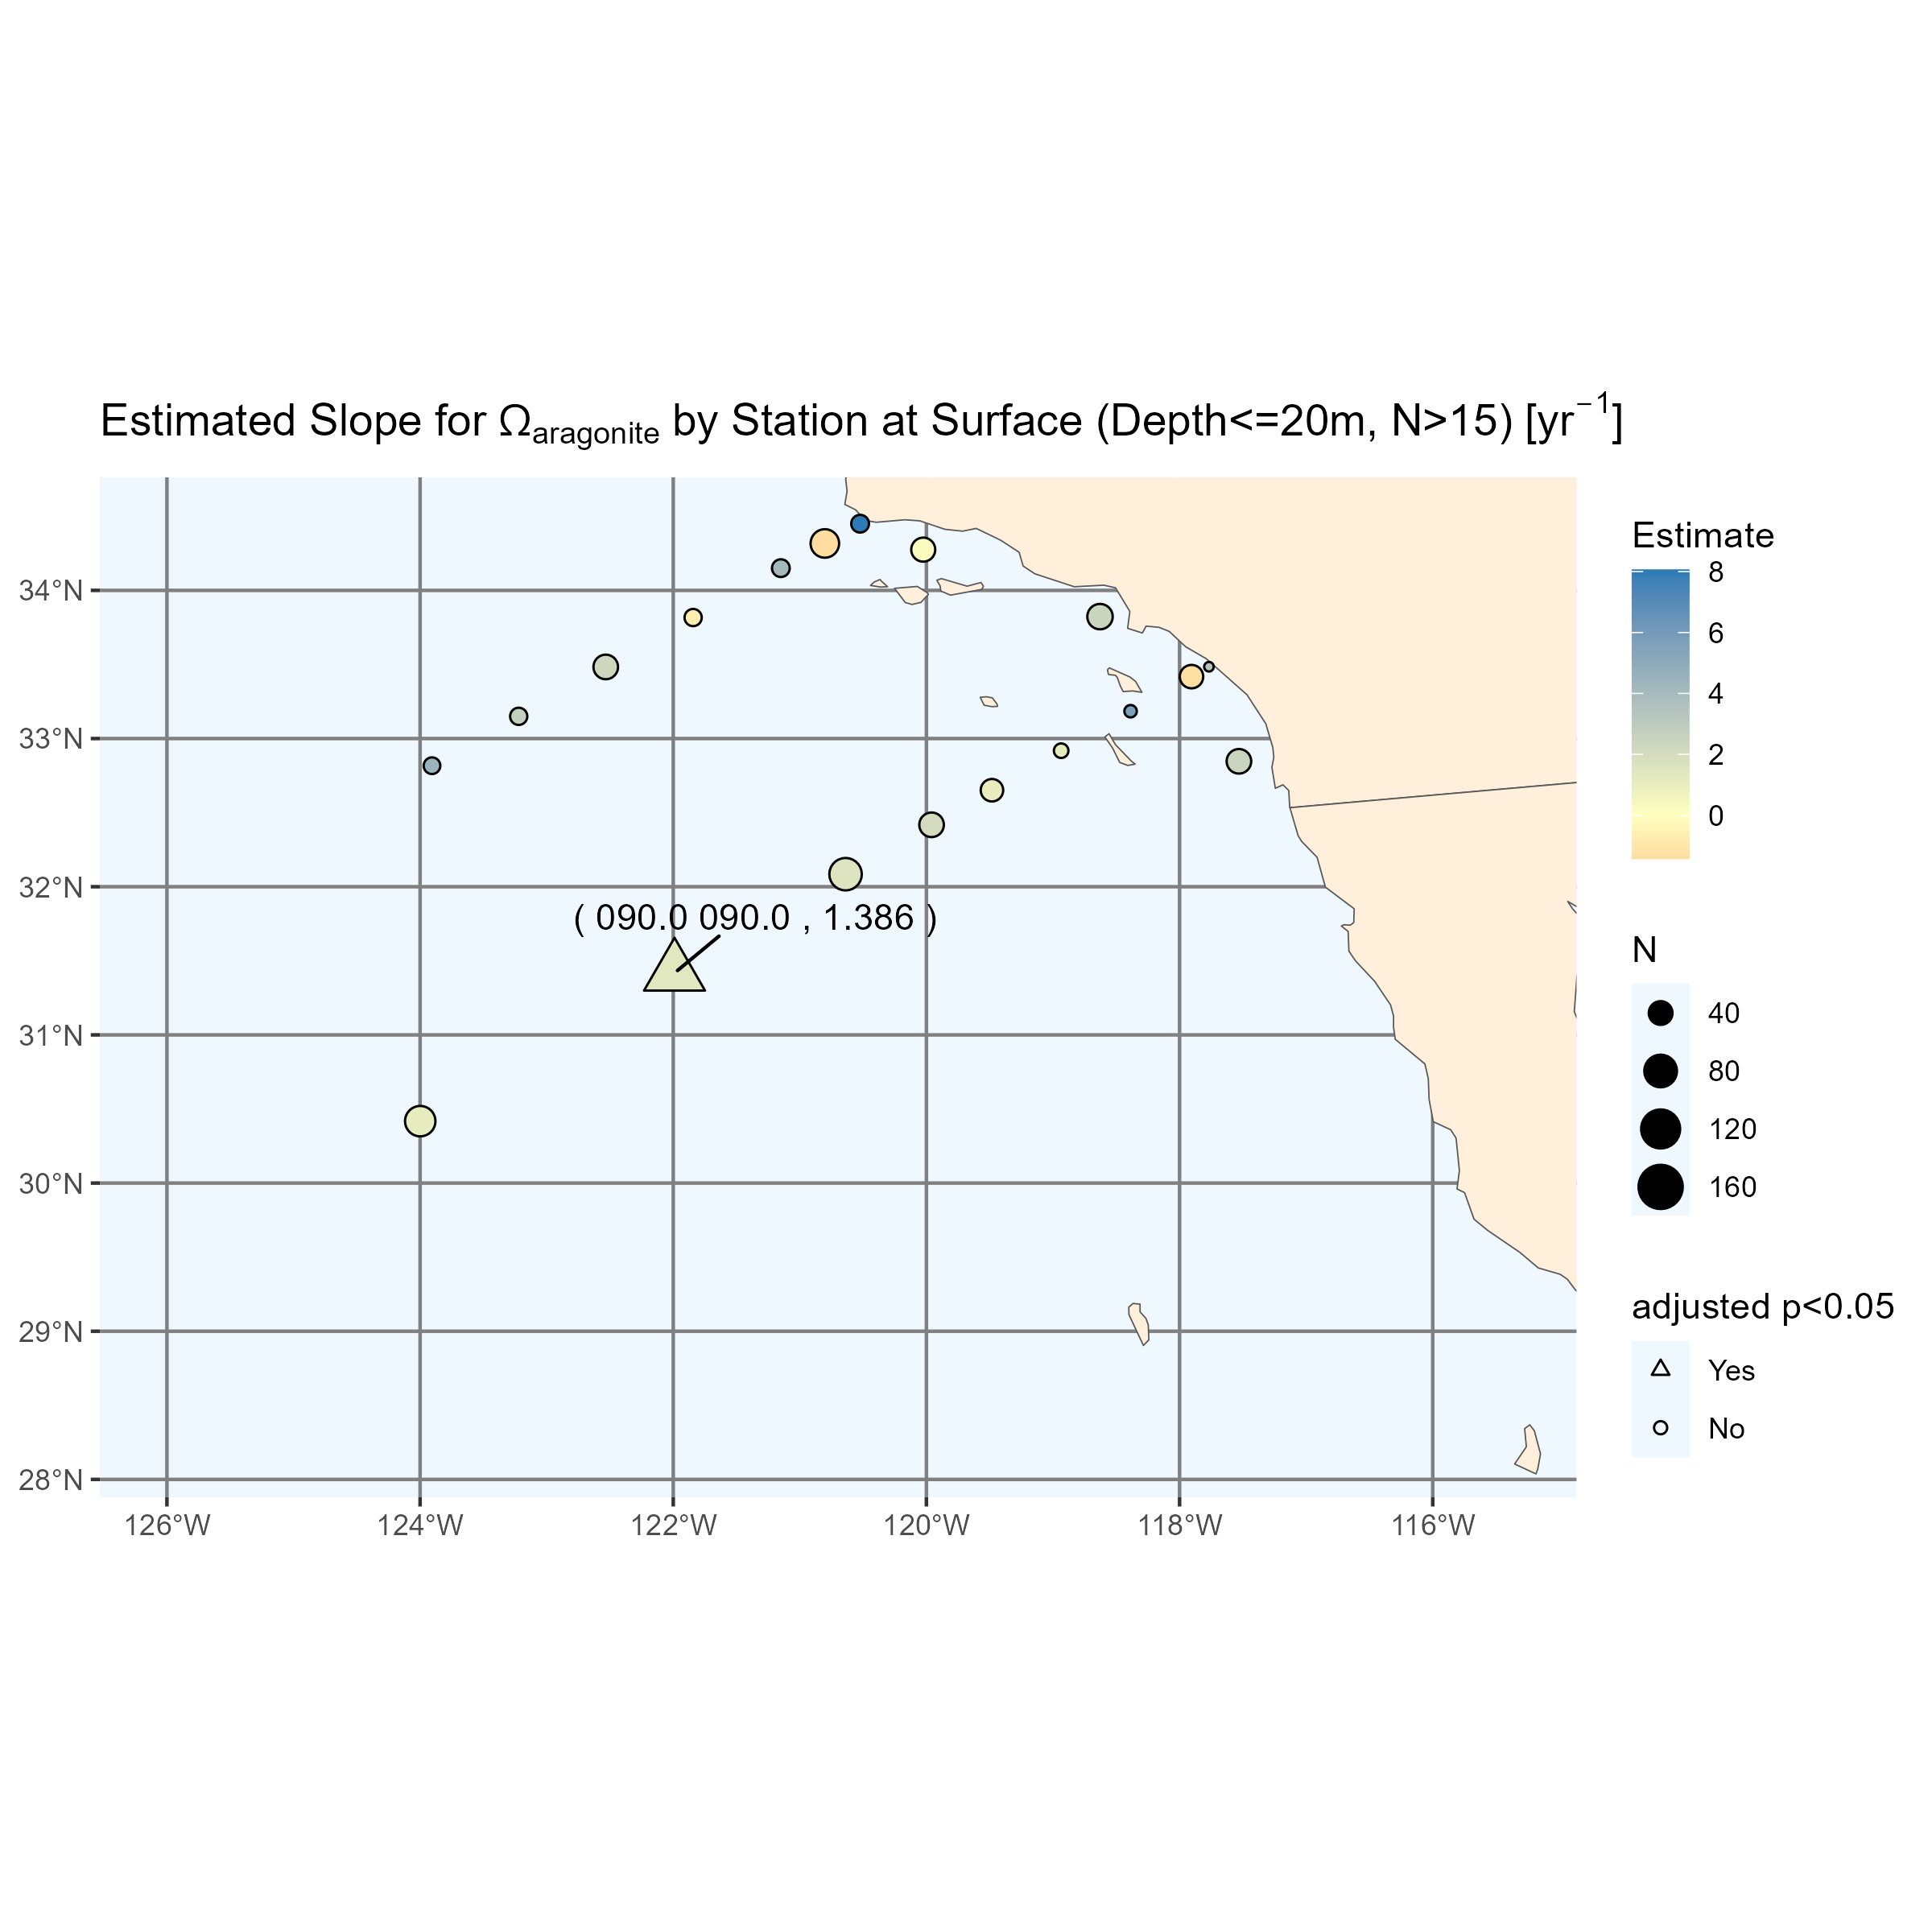 Estimated Slope for Ωaragonite by Station at Surface (Depth<=20m, N>15) [yr⁻¹]
34°N
33°N
32°N
31°N
30°N
29°N
28°N
126°W 124°W 122°W 120°W 118°W 116°W
( 090.0 090.0 , 1.386 )
Estimate
8
6
4
2
0
N
40
80
120
160
adjusted p<0.05
Yes
No